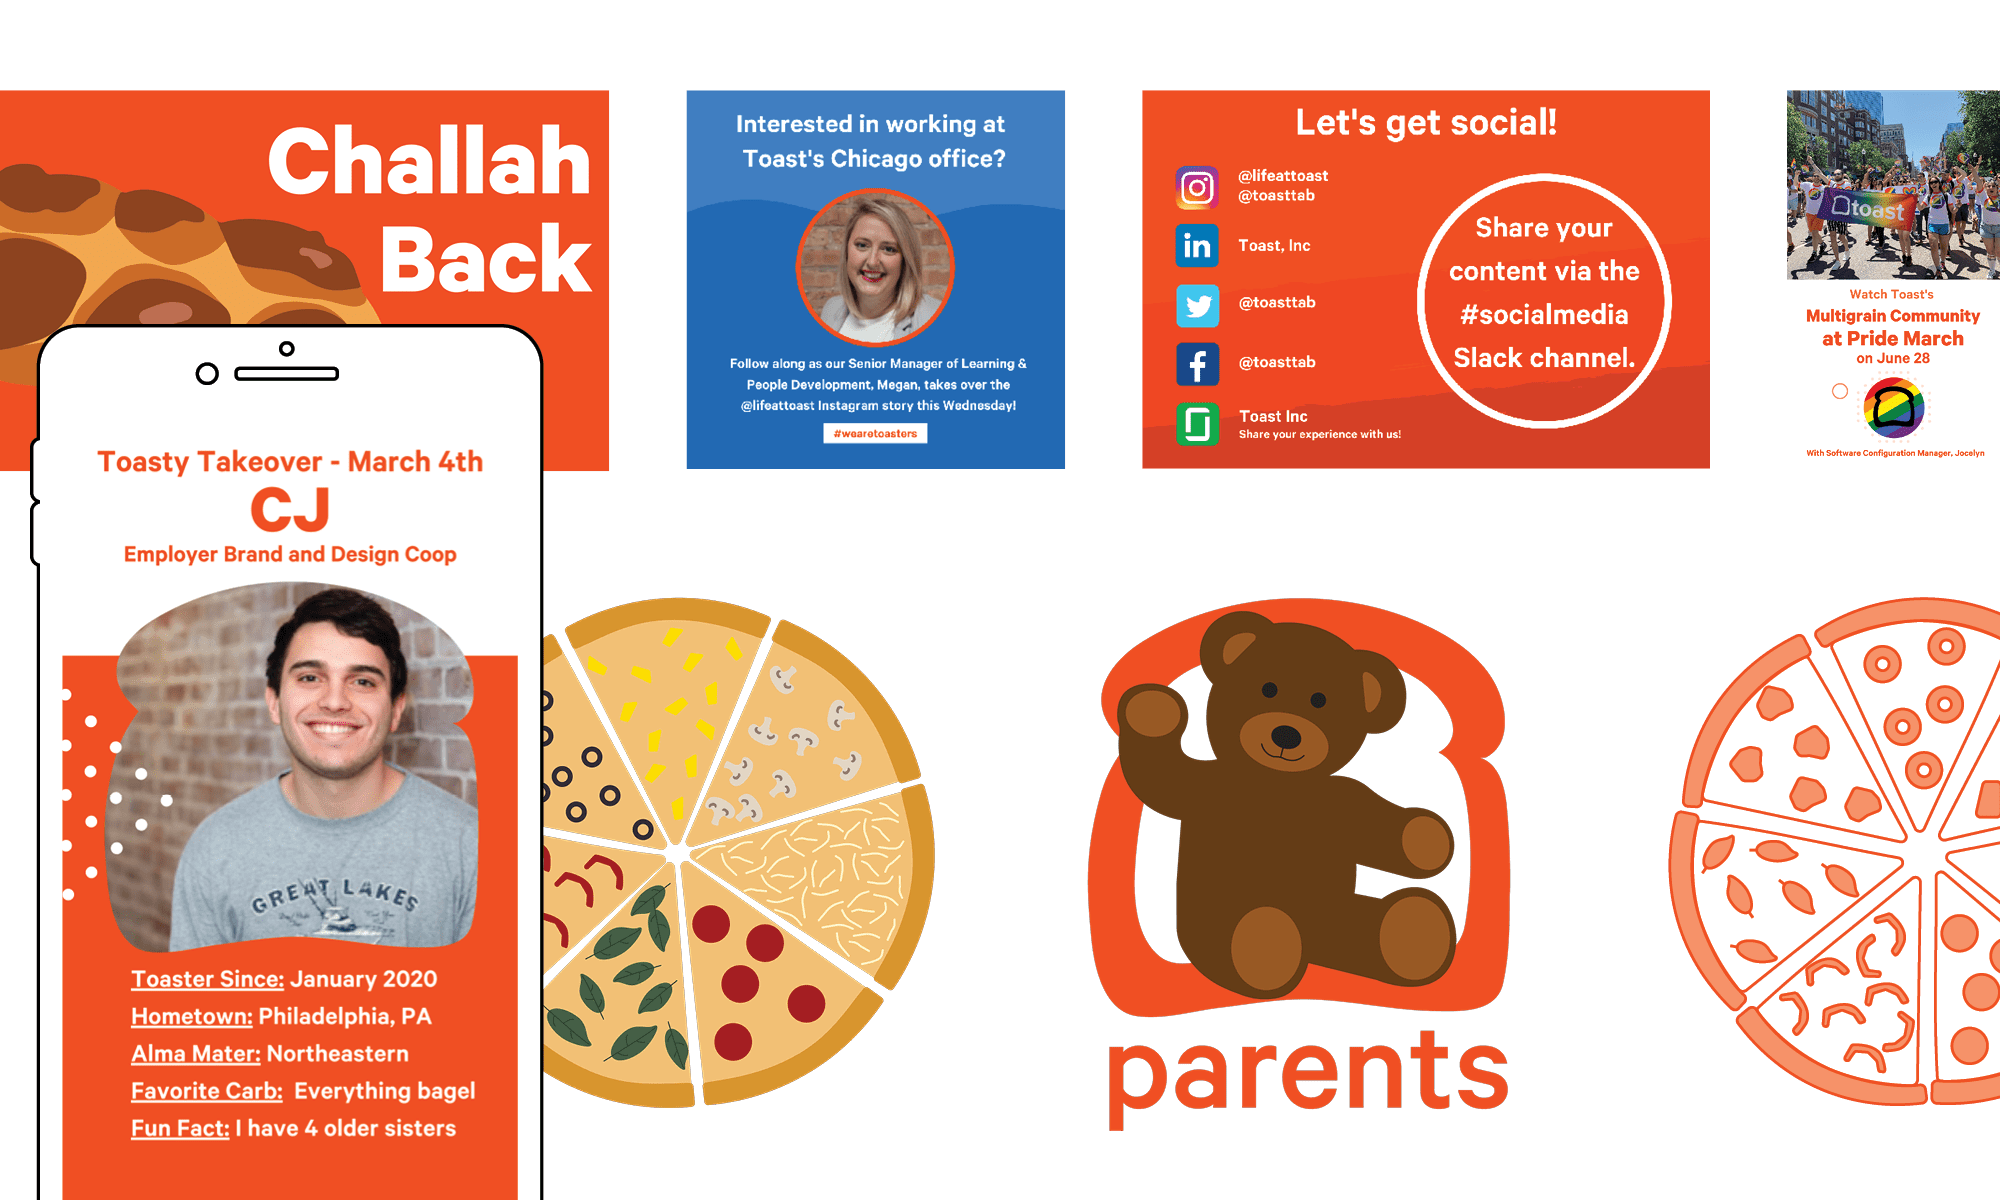 Challah
Back
Interested in working at
Toast's Chicago office?
Follow along as our Senior Manager of Learning &
People Development, Megan, takes over the
@lifeattoast Instagram story this Wednesday!
#wearetoasters
Let's get social!
@lifeattoast
@toasttab
in
Toast, Inc
@toasttab
f
@toasttab
Toast Inc
Share your experience with us!
Share your
content via the
#socialmedia
Slack channel.
toast
Watch Toast's
Multigrain Community
at Pride March
on June 28
With Software Configuration Manager, Jocelyn
Toasty Takeover - March 4th
CJ
Employer Brand and Design Coop
GREAT LAKES
Toaster Since: January 2020
Hometown: Philadelphia, PA
Alma Mater: Northeastern
Favorite Carb: Everything bagel
Fun Fact: I have 4 older sisters
parents